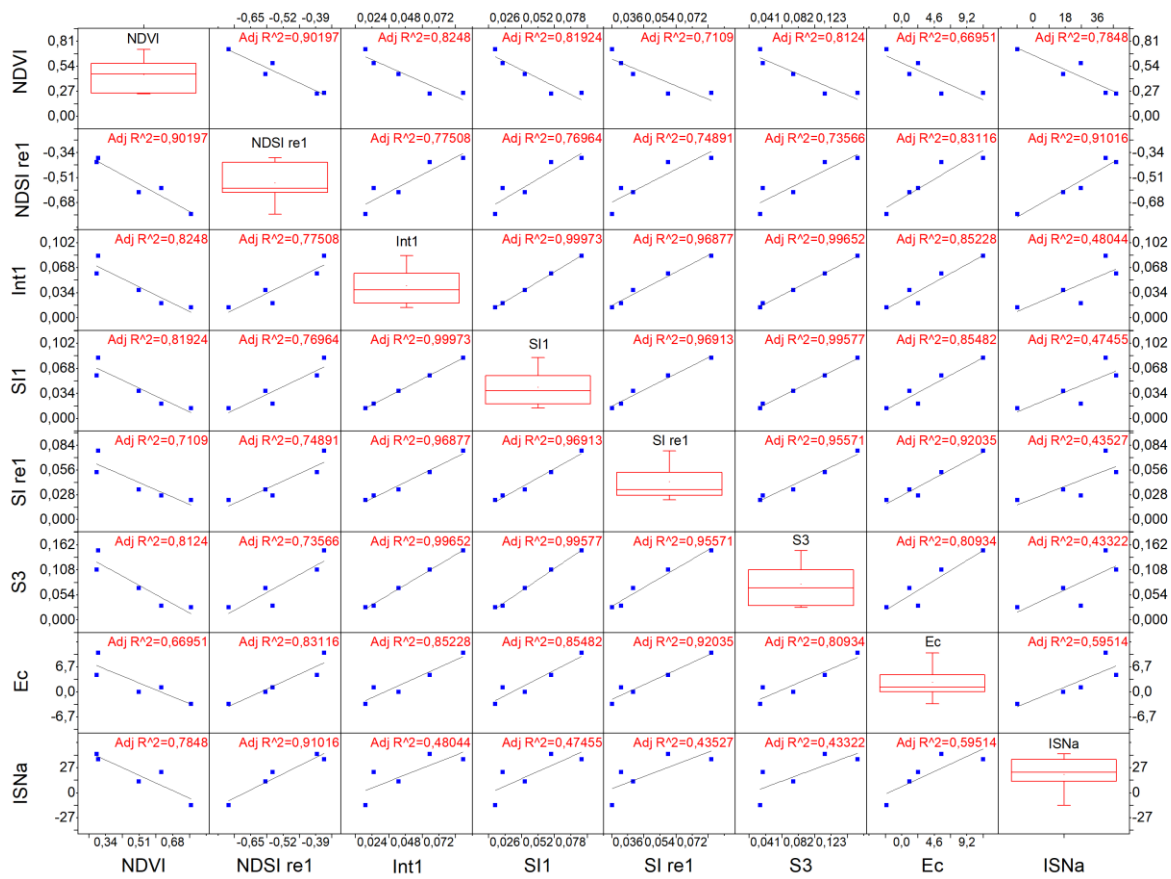 -0,65 -0,52 -0,39 0,024 0,048 0,072 0,026 0,052 0,078 0,036 0,054 0,072 0,041 0,082 0,123 0,0 4,6 9,2 0 18 36
NDVI
NDVI Adj R^2=0,90197 Adj R^2=0,8248 Adj R^2=0,81924 Adj R^2=0,7109 Adj R^2=0,8124 Adj R^2=0,66951 Adj R^2=0,7848
0,81 0,81
0,54 0,54
0,27 0,27
0,00 0,00
NDSI re1
Adj R^2=0,90197 NDSI re1 Adj R^2=0,77508 Adj R^2=0,76964 Adj R^2=0,74891 Adj R^2=0,73566 Adj R^2=0,83116 Adj R^2=0,91016
-0,34 -0,34
-0,51 -0,51
-0,68 -0,68
Int1
Adj R^2=0,8248 Adj R^2=0,77508 Int1 Adj R^2=0,99973 Adj R^2=0,96877 Adj R^2=0,99652 Adj R^2=0,85228 Adj R^2=0,48044
0,102 0,102
0,068 0,068
0,034 0,034
0,000 0,000
SI1
Adj R^2=0,81924 Adj R^2=0,76964 Adj R^2=0,99973 SI1 Adj R^2=0,96913 Adj R^2=0,99577 Adj R^2=0,85482 Adj R^2=0,47455
0,102 0,102
0,068 0,068
0,034 0,034
0,000 0,000
SI re1
Adj R^2=0,7109 Adj R^2=0,74891 Adj R^2=0,96877 Adj R^2=0,96913 SI re1 Adj R^2=0,95571 Adj R^2=0,92035 Adj R^2=0,43527
0,084 0,084
0,056 0,056
0,028 0,028
0,000 0,000
S3
Adj R^2=0,8124 Adj R^2=0,73566 Adj R^2=0,99652 Adj R^2=0,99577 Adj R^2=0,95571 S3 Adj R^2=0,80934 Adj R^2=0,43322
0,162 0,162
0,108 0,108
0,054 0,054
0,000 0,000
Ec
Adj R^2=0,66951 Adj R^2=0,83116 Adj R^2=0,85228 Adj R^2=0,85482 Adj R^2=0,92035 Adj R^2=0,80934 Ec Adj R^2=0,59514
6,7 6,7
0,0 0,0
-6,7 -6,7
ISNa
Adj R^2=0,7848 Adj R^2=0,91016 Adj R^2=0,48044 Adj R^2=0,47455 Adj R^2=0,43527 Adj R^2=0,43322 Adj R^2=0,59514 ISNa
27 27
0 0
-27 -27
0,34 0,51 0,68 -0,65 -0,52 -0,39 0,024 0,048 0,072 0,026 0,052 0,078 0,036 0,054 0,072 0,041 0,082 0,123 0,0 4,6 9,2
NDVI NDSI re1 Int1 SI1 SI re1 S3 Ec ISNa